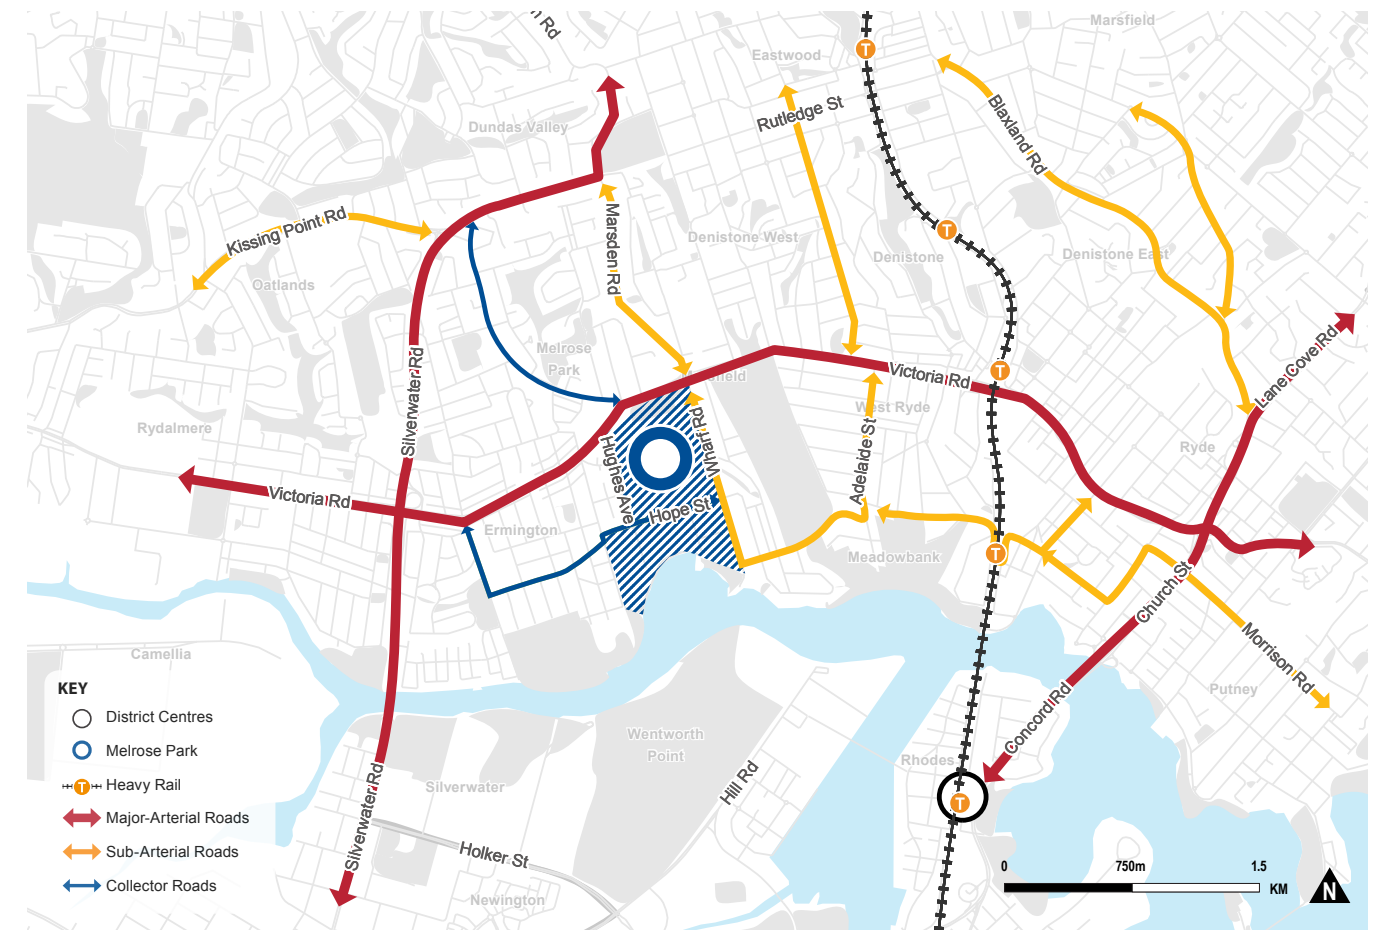 Rd
Marsfield
Eastwood
Rutledge St
Blaxland Rd
Dundas Valley
Kissing Point Rd
Marsden Rd
Denistone West
Denistone
Denistone East
Oatlands
Lane Cove Rd
Melrose
Park
Silverwater Rd
Victoria Rd
West Ryde
Rydalmere
Ryde
Wharf Rd
Adelaide St
Hughes Ave
Victoria Rd
Hope St
Ermington
Meadowbank
Church St
Camellia
Morrison Rd
Putney
Concord Rd
Wentworth
Point
Rhodes
Hill Rd
Silverwater
Silverwater Rd
Holker St
Newington
T
T
T
T
T
KEY
District Centres
Melrose Park
T
Heavy Rail
Major-Arterial Roads
Sub-Arterial Roads
Collector Roads
0 750m 1.5
KM
N